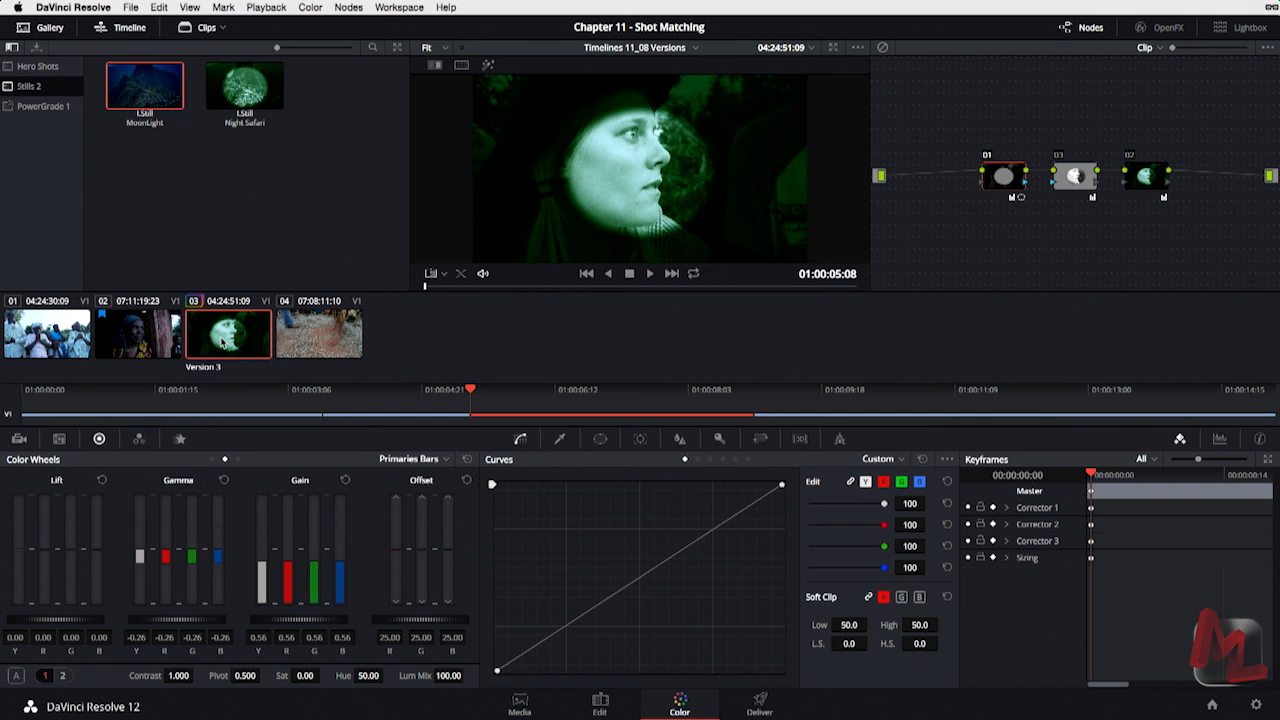 DaVinci Resolve File Edit View Mark Playback Color Nodes Workspace Help
Gallery Timeline Clips Chapter 11 - Shot Matching Nodes OpenFX Lightbox
Fit Timelines 11_08 Versions 04:24:51:09 Clip
Hero Shots
Stills 2
PowerGrade 1
I.Still I.Still
MoonLight Night Safari
01 03 02
01:00:05:08
01 04:24:30:09 V1 02 07:11:19:23 V1 03 04:24:51:09 V1 04 07:08:11:10 V1
Version 3
01:00:00:00 01:00:01:15 01:00:03:06 01:00:04:21 01:00:06:12 01:00:08:03 01:00:09:18 01:00:11:09 01:00:13:00 01:00:14:15
V1
Color Wheels Primaries Bars Curves Custom Keyframes All
Lift Gamma Gain Offset
Edit Y R G B
100
100
100
100
Soft Clip R G B
Low 50.0 High 50.0
L.S. 0.0 H.S. 0.0
00:00:00:00 00:00:00:00 00:00:00:14
Master
Corrector 1
Corrector 2
Corrector 3
Sizing
0.00 0.00 0.00 0.00 -0.26 -0.26 -0.26 -0.26 0.56 0.56 0.56 0.56 25.00 25.00 25.00
Y R G B Y R G B Y R G B R G B
A 1 2 Contrast 1.000 Pivot 0.500 Sat 0.00 Hue 50.00 Lum Mix 100.00
DaVinci Resolve 12 Media Edit Color Deliver
ML